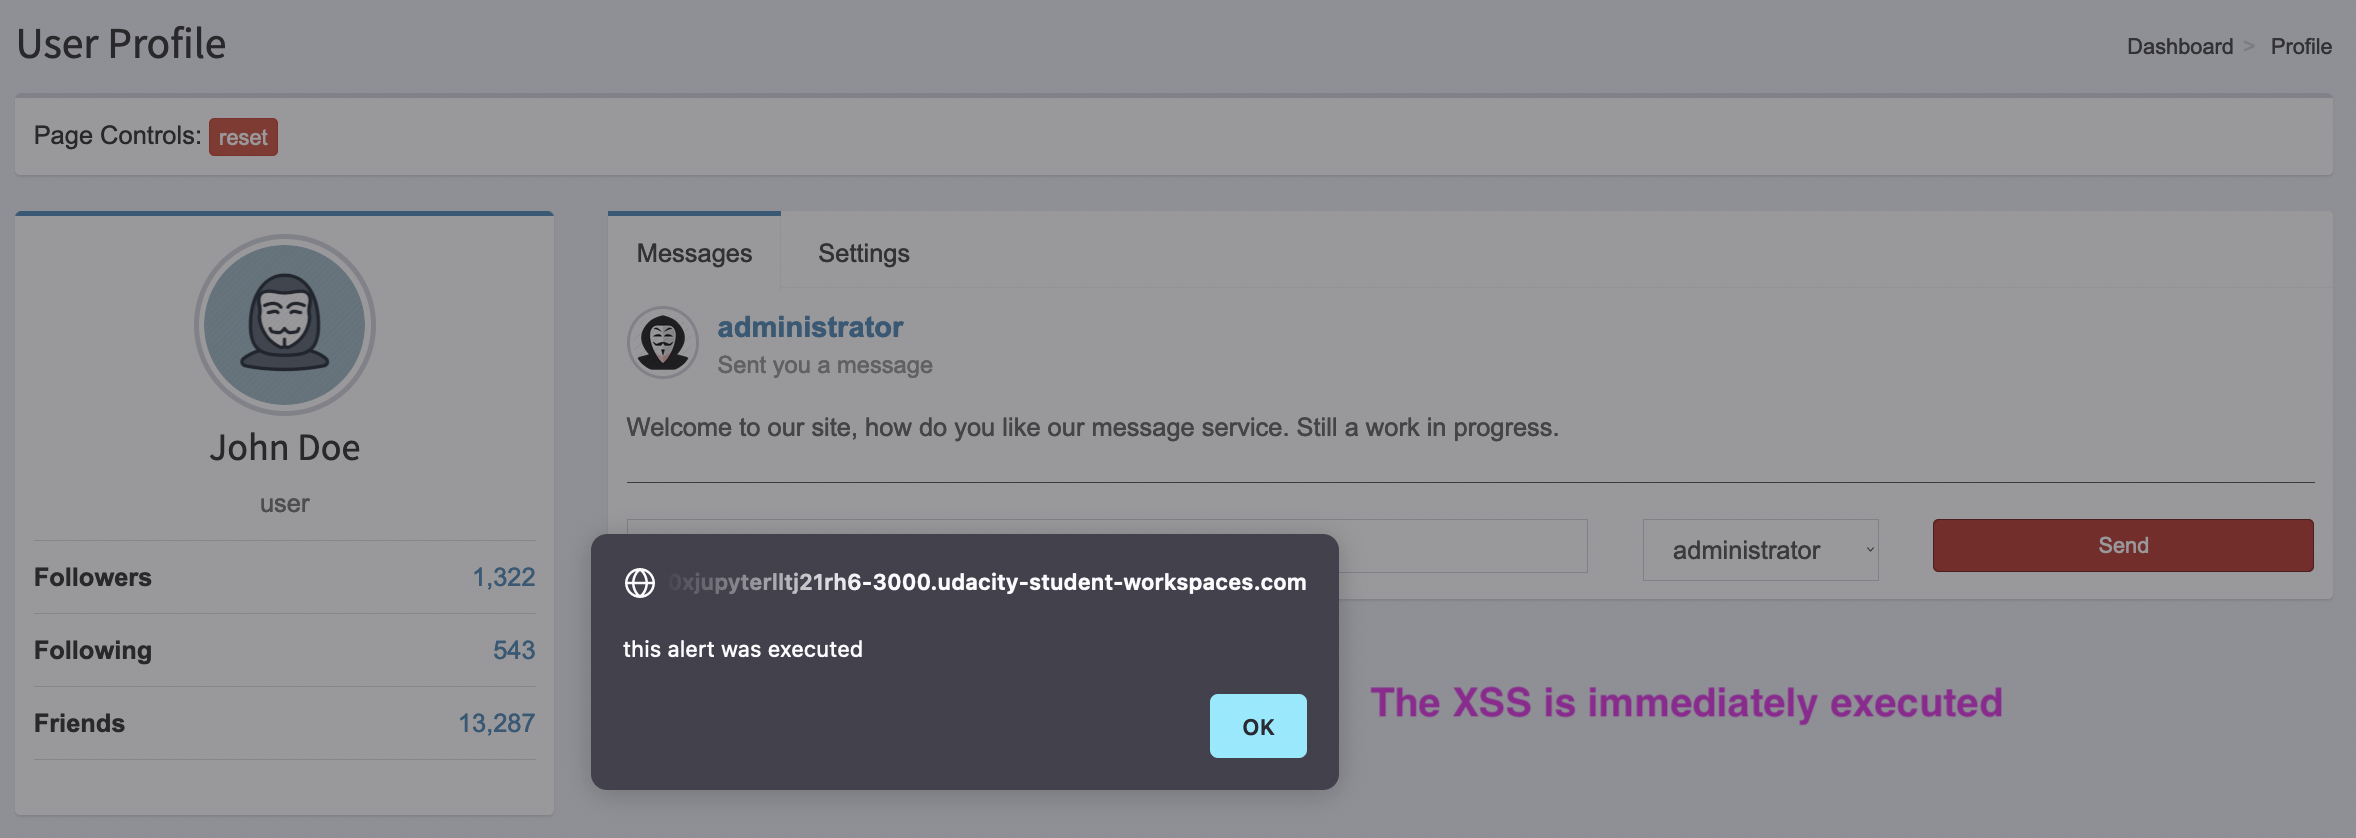 User Profile
Dashboard > Profile
Page Controls: reset
John Doe
user
Followers 1,322
Following 543
Friends 13,287
Messages Settings
administrator
Sent you a message
Welcome to our site, how do you like our message service. Still a work in progress.
administrator Send
0xjupyterlltj21rh6-3000.udacity-student-workspaces.com
this alert was executed
OK
The XSS is immediately executed